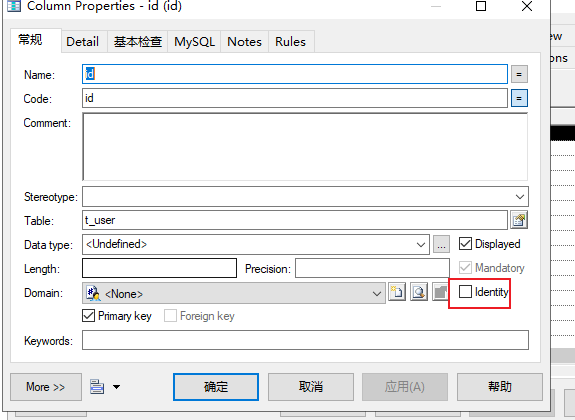 Column Properties - id (id)
常规 Detail 基本检查 MySQL Notes Rules
ew
ons
Name: id =
Code: id =
Comment:
Stereotype:
Table: t_user
Data type: <Undefined> ... Displayed
Length: Precision: Mandatory
Domain: <None> Identity
Primary key Foreign key
Keywords:
More >> 确定 取消 应用(A) 帮助